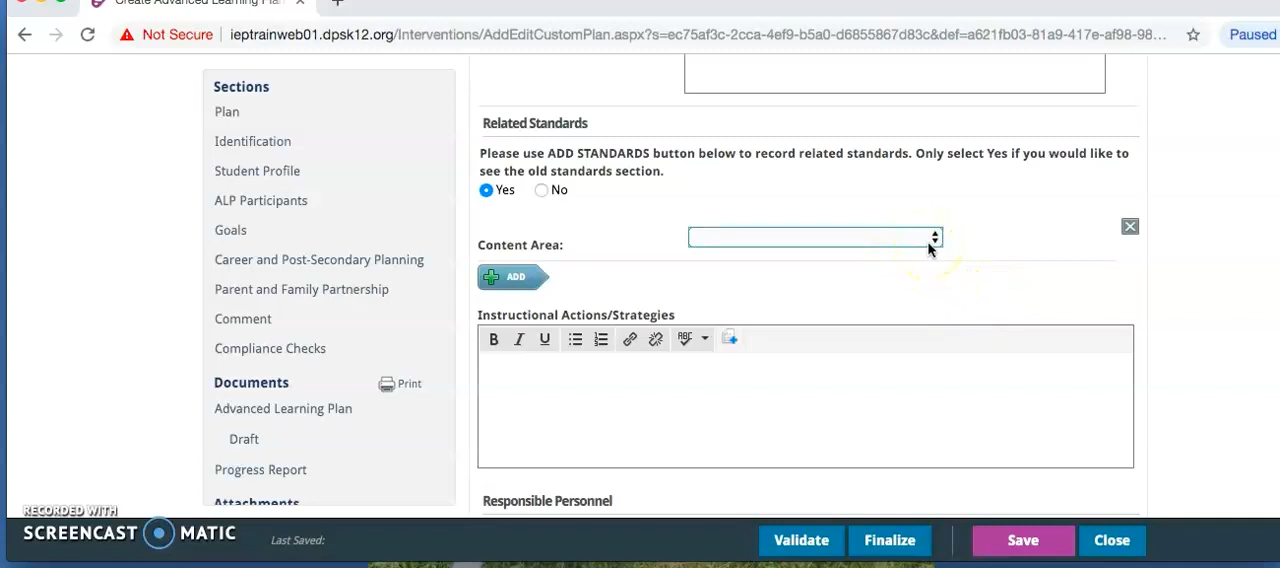 Create Advanced Learning Plan
Not Secure
ieptrainweb01.dpsk12.org/Interventions/AddEditCustomPlan.aspx?s=ec75af3c-2cca-4ef9-b5a0-d6855867d83c&def=a621fb03-81a9-417e-af98-98...
Paused
Sections
Plan
Identification
Student Profile
ALP Participants
Goals
Career and Post-Secondary Planning
Parent and Family Partnership
Comment
Compliance Checks
Documents
Print
Advanced Learning Plan
Draft
Progress Report
Attachments
Related Standards
Please use ADD STANDARDS button below to record related standards. Only select Yes if you would like to
see the old standards section.
Yes No
Content Area:
ADD
Instructional Actions/Strategies
B I U ABC
Responsible Personnel
RECORDED WITH
SCREENCAST MATIC
Last Saved:
Validate
Finalize
Save
Close